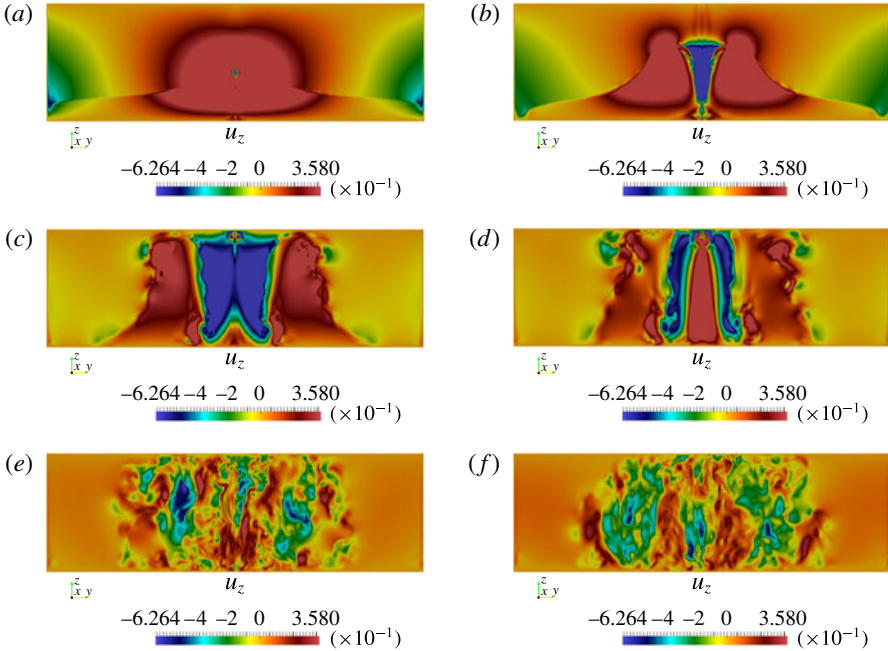 (a) (b)
z x y u_z z x y u_z
−6.264 −4 −2 0 3.580 (×10⁻¹) −6.264 −4 −2 0 3.580 (×10⁻¹)
(c) (d)
z x y u_z z x y u_z
−6.264 −4 −2 0 3.580 (×10⁻¹) −6.264 −4 −2 0 3.580 (×10⁻¹)
(e) (f)
z x y u_z z x y u_z
−6.264 −4 −2 0 3.580 (×10⁻¹) −6.264 −4 −2 0 3.580 (×10⁻¹)